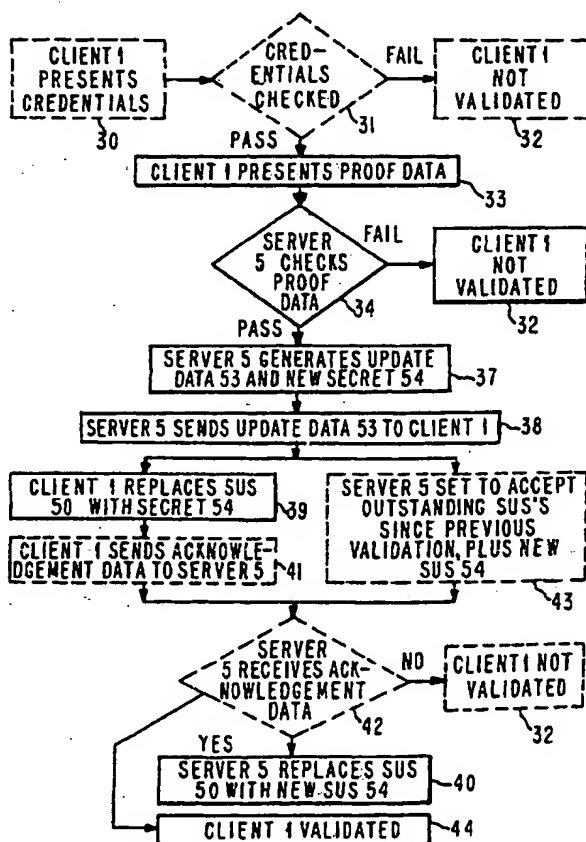 CLIENT 1
PRESENTS
CREDENTIALS
30
CRED-
ENTIALS
CHECKED
31
FAIL
CLIENT 1
NOT
VALIDATED
32
PASS
CLIENT 1 PRESENTS PROOF DATA
33
SERVER
5 CHECKS
PROOF
DATA
34
FAIL
CLIENT 1
NOT
VALIDATED
32
PASS
SERVER 5 GENERATES UPDATE
DATA 53 AND NEW SECRET 54
37
SERVER 5 SENDS UPDATE DATA 53 TO CLIENT 1
38
CLIENT 1 REPLACES SUS
50 WITH SECRET 54
39
CLIENT 1 SENDS ACKNOWLE-
DGEMENT DATA TO SERVER 5
41
SERVER 5 SET TO ACCEPT
OUTSTANDING SUS'S
SINCE PREVIOUS
VALIDATION, PLUS NEW
SUS 54
43
SERVER
5 RECEIVES ACK-
NOWLEDGEMENT
DATA
42
NO
CLIENT 1 NOT
VALIDATED
32
YES
SERVER 5 REPLACES SUS
50 WITH NEW SUS 54
40
CLIENT 1 VALIDATED
44